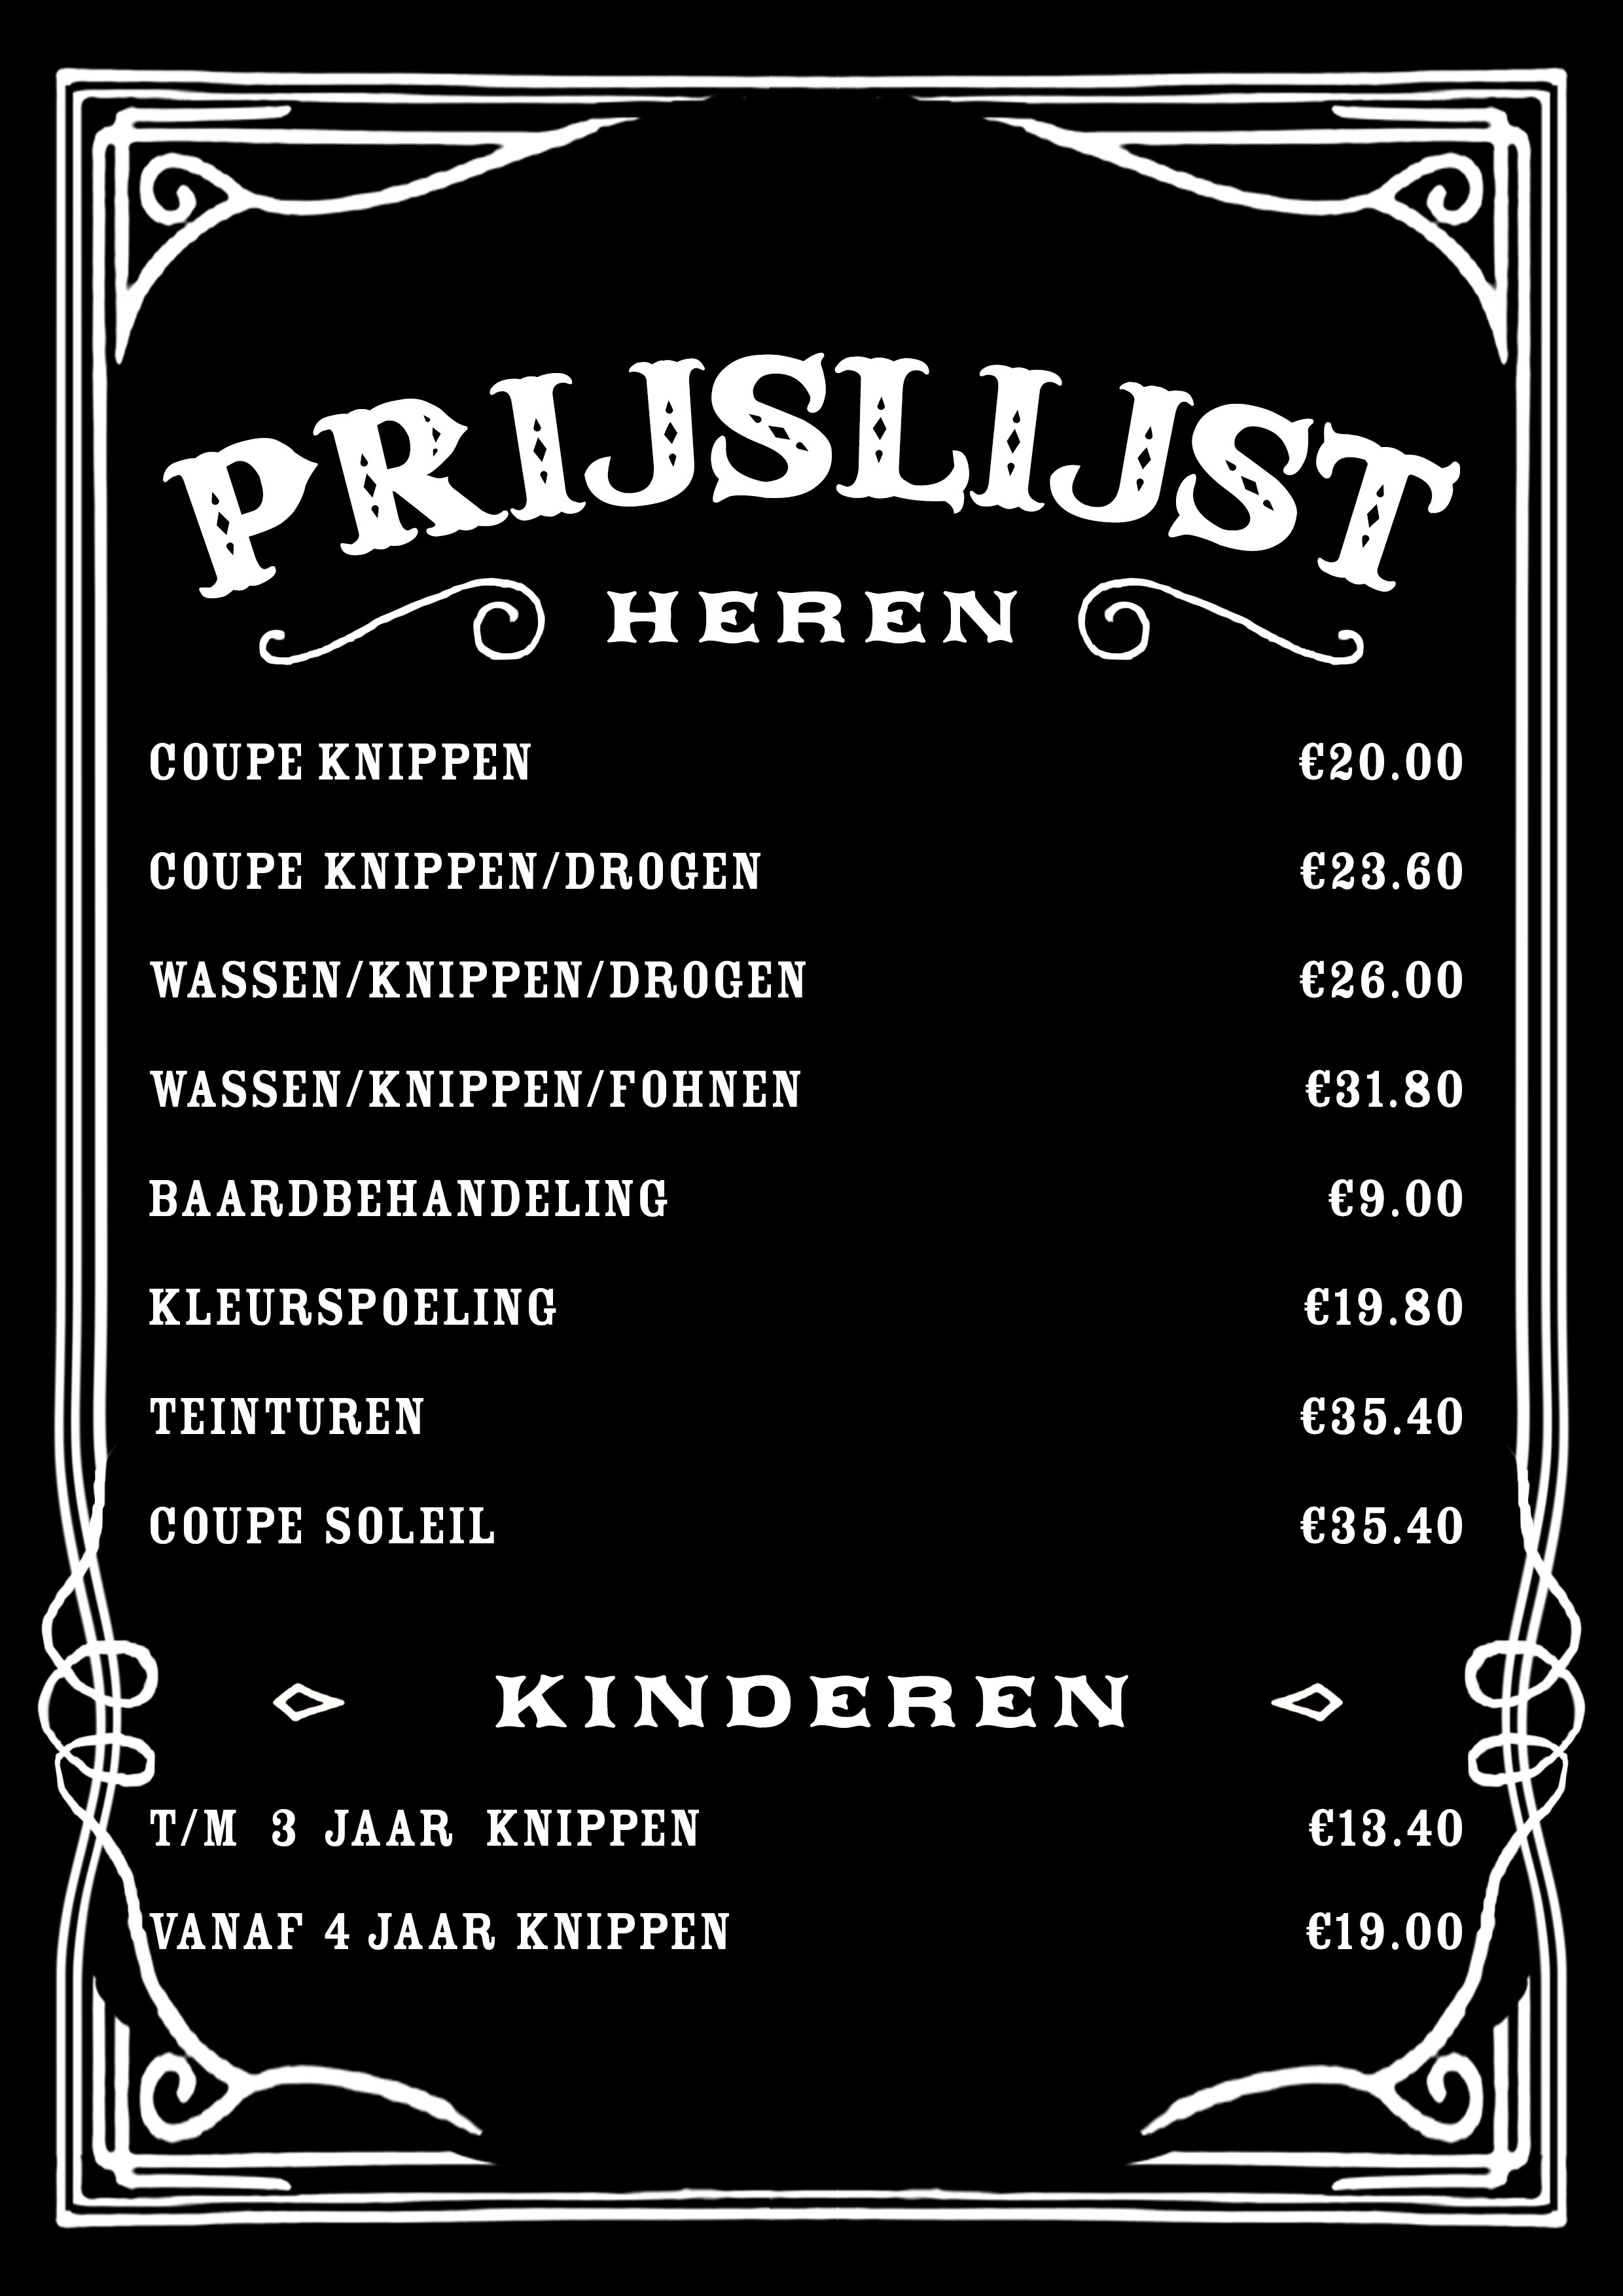 PRIJSLIJST
HEREN
COUPE KNIPPEN €20.00
COUPE KNIPPEN/DROGEN €23.60
WASSEN/KNIPPEN/DROGEN €26.00
WASSEN/KNIPPEN/FOHNEN €31.80
BAARDBEHANDELING €9.00
KLEURSPOELING €19.80
TEINTUREN €35.40
COUPE SOLEIL €35.40
KINDEREN
T/M 3 JAAR KNIPPEN €13.40
VANAF 4 JAAR KNIPPEN €19.00